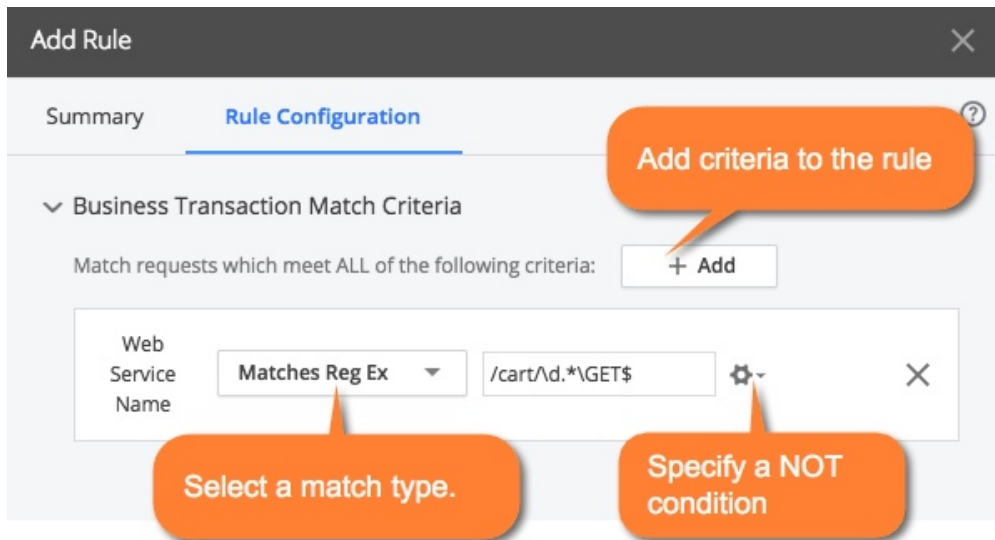 Add Rule
Summary
Rule Configuration
Add criteria to the rule
Business Transaction Match Criteria
Match requests which meet ALL of the following criteria:
+ Add
Web
Service
Name
Matches Reg Ex
/cart/\d.*\GET$
Select a match type.
Specify a NOT
condition